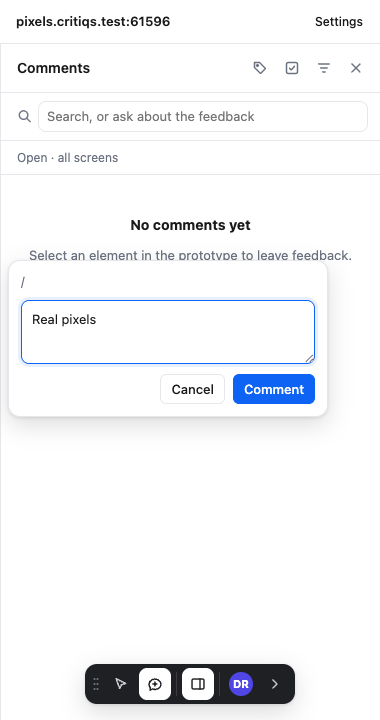 pixels.critiqs.test:61596
Settings
Comments
Search, or ask about the feedback
Open · all screens
No comments yet
Select an element in the prototype to leave feedback.
/
Real pixels
Cancel
Comment
DR